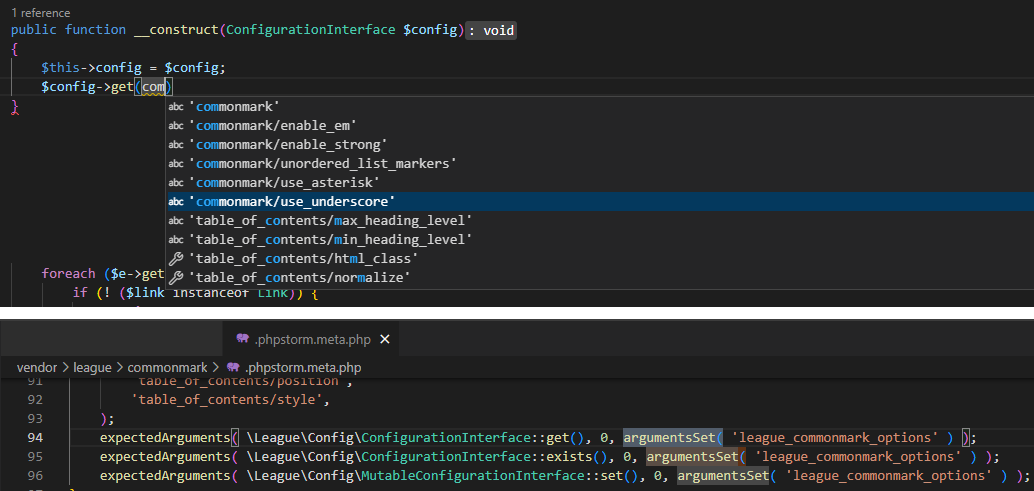 1 reference
public function __construct(ConfigurationInterface $config): void
{
$this->config = $config;
$config->get(com)
}
abc 'commonmark'
abc 'commonmark/enable_em'
abc 'commonmark/enable_strong'
abc 'commonmark/unordered_list_markers'
abc 'commonmark/use_asterisk'
abc 'commonmark/use_underscore'
abc 'table_of_contents/max_heading_level'
abc 'table_of_contents/min_heading_level'
'table_of_contents/html_class'
'table_of_contents/normalize'
foreach ($e->get
if (! ($link instanceof Link)) {
.phpstorm.meta.php
vendor > league > commonmark > .phpstorm.meta.php
91 'table_of_contents/position',
92 'table_of_contents/style',
93 );
94 expectedArguments( \League\Config\ConfigurationInterface::get(), 0, argumentsSet( 'league_commonmark_options' ) );
95 expectedArguments( \League\Config\ConfigurationInterface::exists(), 0, argumentsSet( 'league_commonmark_options' ) );
96 expectedArguments( \League\Config\MutableConfigurationInterface::set(), 0, argumentsSet( 'league_commonmark_options' ) );